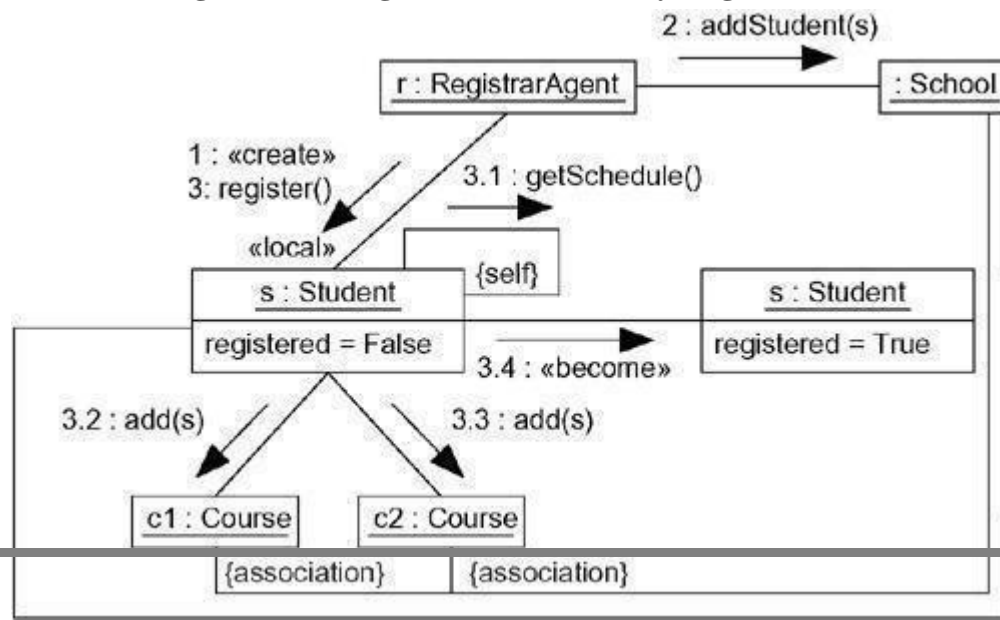 2 : addStudent(s)
r : RegistrarAgent
: School
1 : «create»
3: register()
3.1 : getSchedule()
«local»
{self}
s : Student
registered = False
s : Student
registered = True
3.4 : «become»
3.2 : add(s)
3.3 : add(s)
c1 : Course
c2 : Course
{association}
{association}